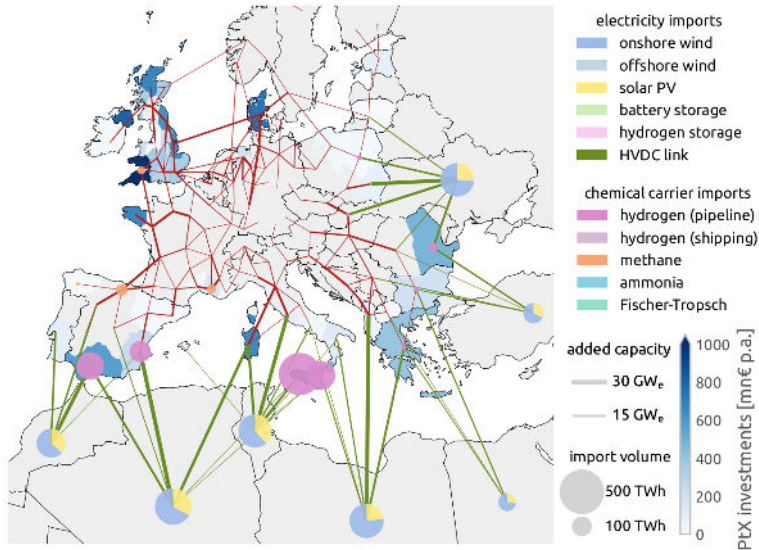 electricity imports
onshore wind
offshore wind
solar PV
battery storage
hydrogen storage
HVDC link
chemical carrier imports
hydrogen (pipeline)
hydrogen (shipping)
methane
ammonia
Fischer-Tropsch
added capacity
30 GWₑ
15 GWₑ
import volume
500 TWh
100 TWh
1000
800
600
400
200
0
PtX investments [mn€ p.a.]